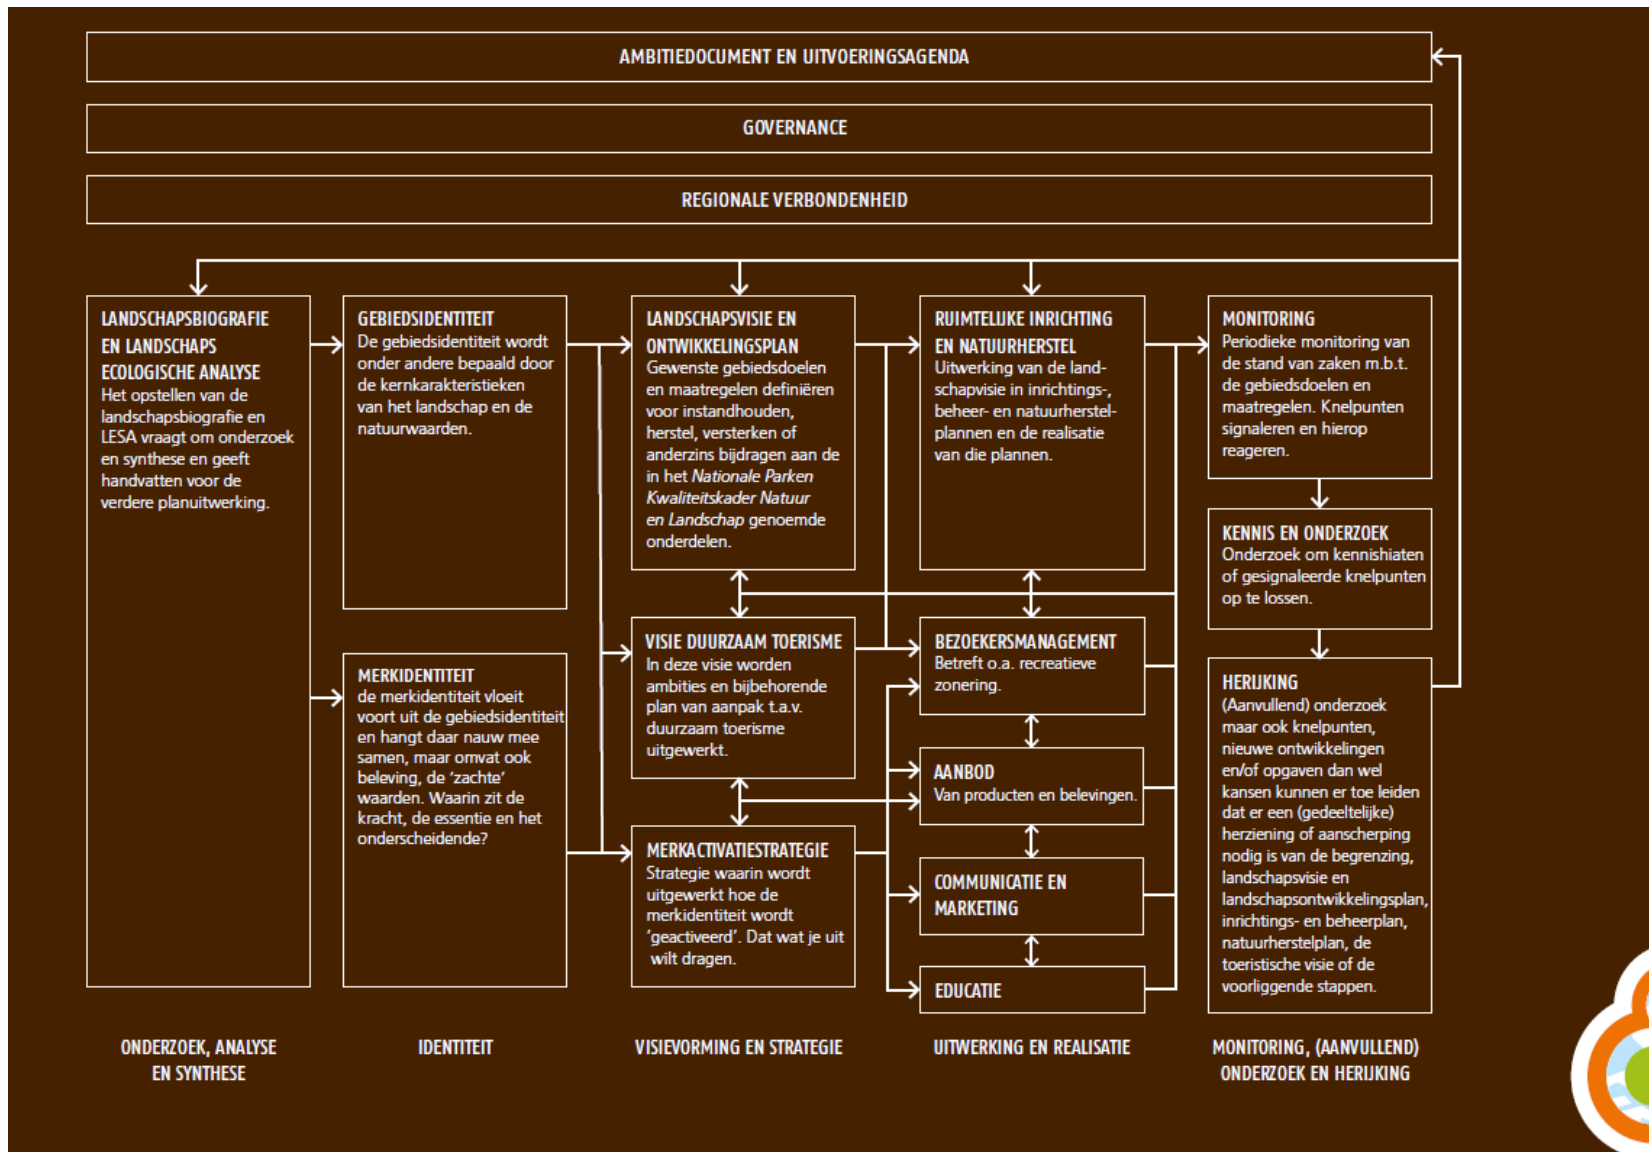 AMBITIEDOCUMENT EN UITVOERINGSAGENDA
GOVERNANCE
REGIONALE VERBONDENHEID
LANDSCHAPSBIOGRAFIE
EN LANDSCHAPS
ECOLOGISCHE ANALYSE
Het opstellen van de
landschapsbiografie en
LESA vraagt om onderzoek
en synthese en geeft
handvatten voor de
verdere planuitwerking.
GEBIEDSIDENTITEIT
De gebiedsidentiteit wordt
onder andere bepaald door
de kernkarakteristieken
van het landschap en de
natuurwaarden.
MERKIDENTITEIT
de merkidentiteit vloeit
voort uit de gebiedsidentiteit
en hangt daar nauw mee
samen, maar omvat ook
beleving, de 'zachte'
waarden. Waarin zit de
kracht, de essentie en het
onderscheidende?
LANDSCHAPSVISIE EN
ONTWIKKELINGSPLAN
Gewenste gebiedsdoelen
en maatregelen definiëren
voor instandhouden,
herstel, versterken of
anderzins bijdragen aan de
in het Nationale Parken
Kwaliteitskader Natuur
en Landschap genoemde
onderdelen.
VISIE DUURZAAM TOERISME
In deze visie worden
ambities en bijbehorende
plan van aanpak t.a.v.
duurzaam toerisme
uitgewerkt.
MERKACTIVATIESTRATEGIE
Strategie waarin wordt
uitgewerkt hoe de
merkidentiteit wordt
'geactiveerd'. Dat wat je uit
wilt dragen.
RUIMTELIJKE INRICHTING
EN NATUURHERSTEL
Uitwerking van de land-
schapvisie in inrichtings-,
beheer- en natuurherstel-
plannen en de realisatie
van die plannen.
BEZOEKERSMANAGEMENT
Betreft o.a. recreatieve
zonering.
AANBOD
Van producten en belevingen.
COMMUNICATIE EN
MARKETING
EDUCATIE
MONITORING
Periodieke monitoring van
de stand van zaken m.b.t.
de gebiedsdoelen en
maatregelen. Knelpunten
signaleren en hierop
reageren.
KENNIS EN ONDERZOEK
Onderzoek om kennishiaten
of gesignaleerde knelpunten
op te lossen.
HERIJKING
(Aanvullend) onderzoek
maar ook knelpunten,
nieuwe ontwikkelingen
en/of opgaven dan wel
kansen kunnen er toe leiden
dat er een (gedeeltelijke)
herziening of aanscherping
nodig is van de begrenzing,
landschapsvisie en
landschapsontwikkelingsplan,
inrichtings- en beheerplan,
natuurherstelplan, de
toeristische visie of de
voorliggende stappen.
ONDERZOEK, ANALYSE
EN SYNTHESE
IDENTITEIT
VISIEVORMING EN STRATEGIE
UITWERKING EN REALISATIE
MONITORING, (AANVULLEND)
ONDERZOEK EN HERIJKING